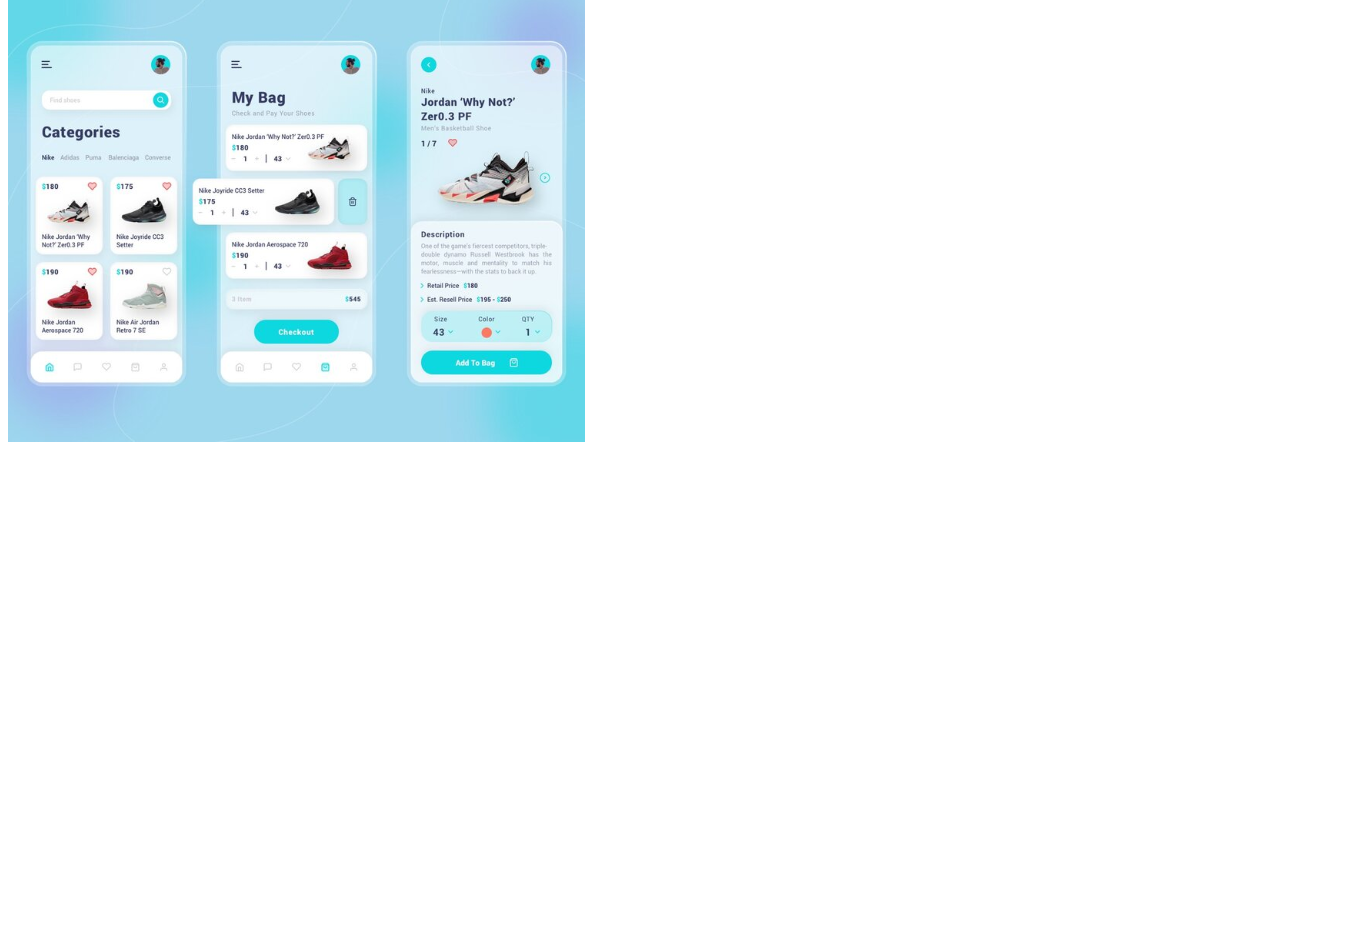 Find shoes
Categories
Nike Adidas Puma Balenciaga Converse
$180
$175
Nike Jordan 'Why
Not?' Zer0.3 PF
Nike Joyride CC3
Setter
$190
$190
Nike Jordan
Aerospace 720
Nike Air Jordan
Retro 7 SE
My Bag
Check and Pay Your Shoes
Nike Jordan 'Why Not?' Zer0.3 PF
$180
- 1 + | 43
Nike Joyride CC3 Setter
$175
- 1 + | 43
Nike Jordan Aerospace 720
$190
- 1 + | 43
3 Item $545
Checkout
Nike
Jordan 'Why Not?'
Zer0.3 PF
Men's Basketball Shoe
1 / 7
Description
One of the game's fiercest competitors, triple-
double dynamo Russell Westbrook has the
motor, muscle and mentality to match his
fearlessness—with the stats to back it up
Retail Price $180
Est. Resell Price $195 - $250
Size Color QTY
43 1
Add To Bag